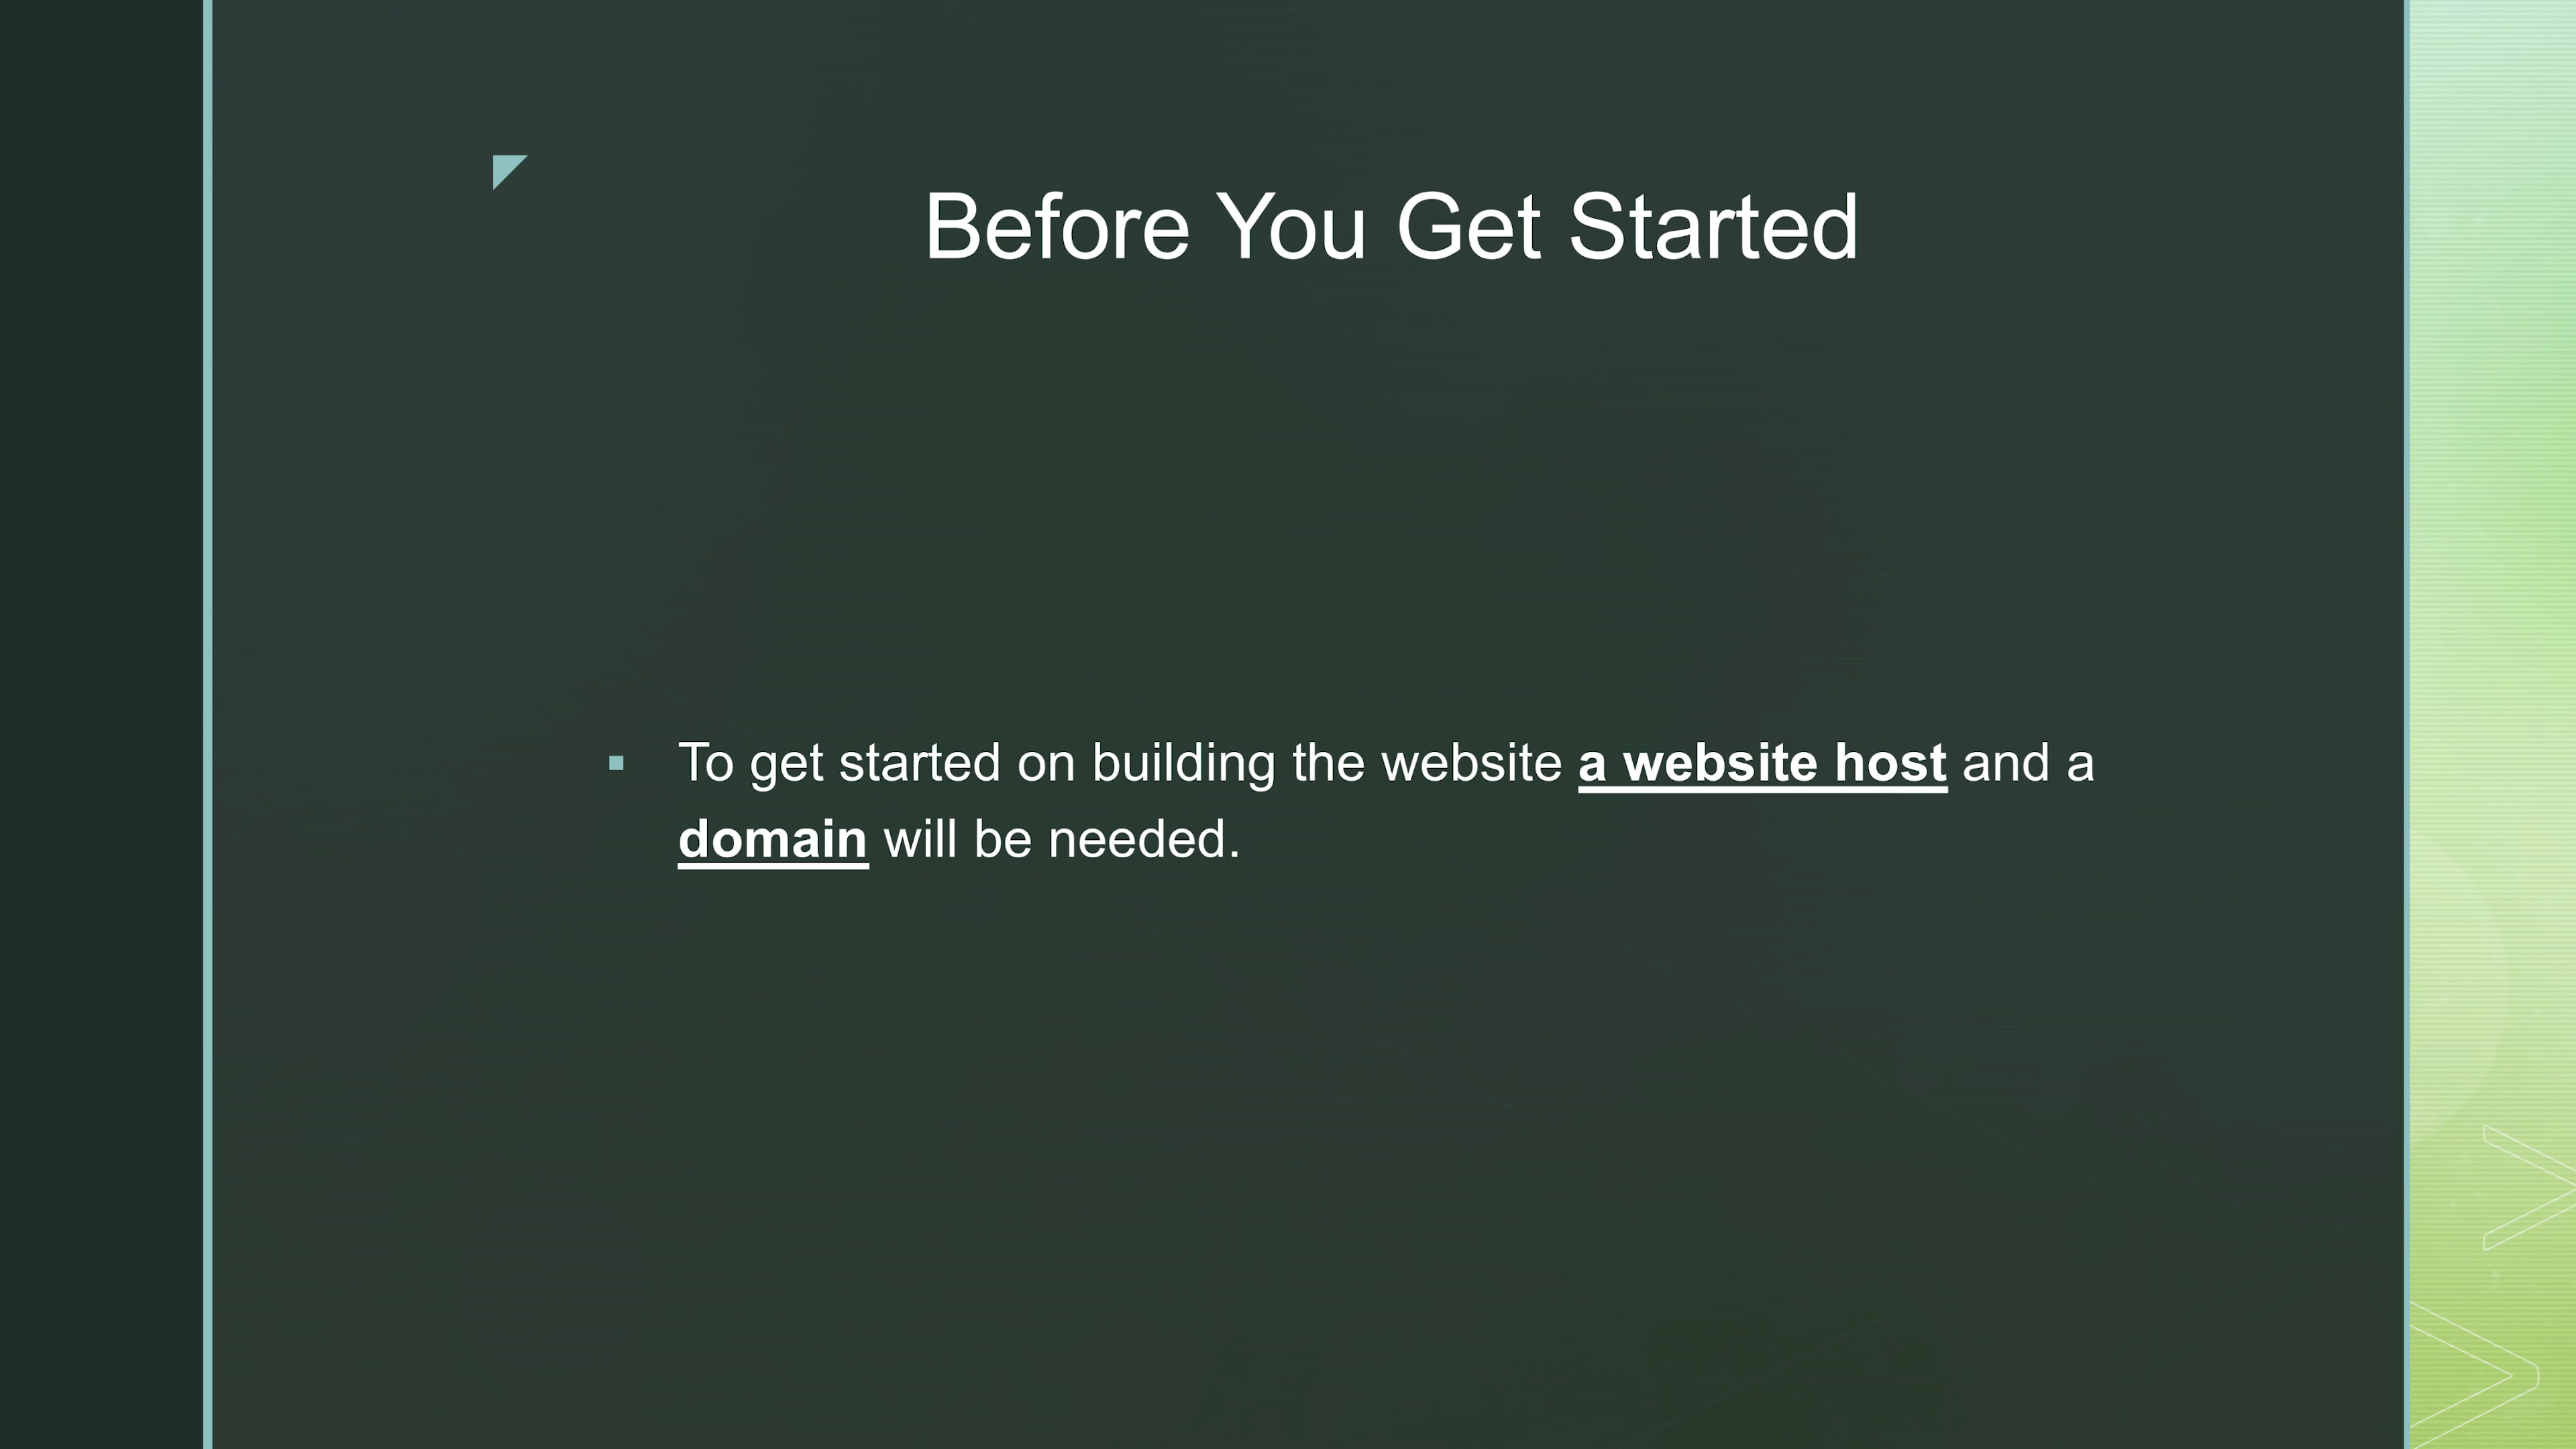 Before You Get Started
To get started on building the website a website host and a
domain will be needed.